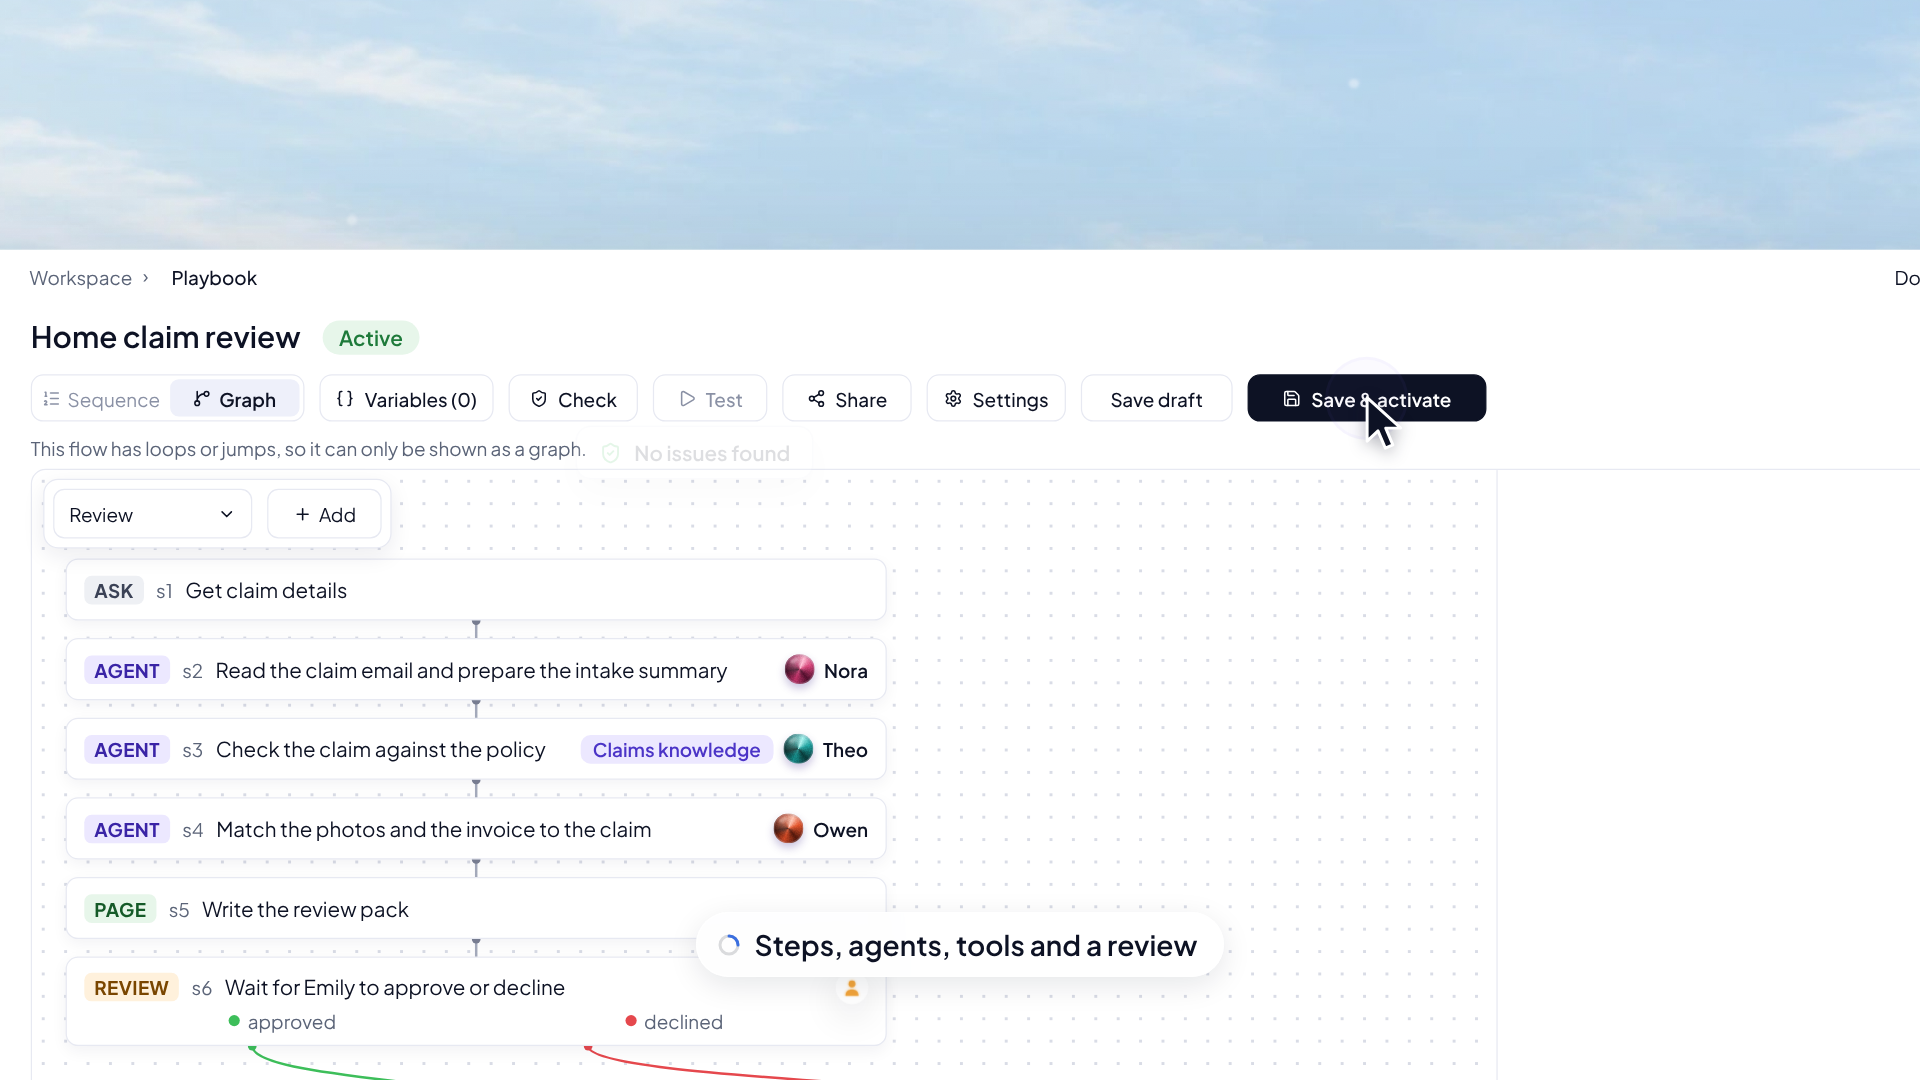 Workspace › Playbook
Do
Home claim review Active
Sequence Graph {} Variables (0) Check Test Share Settings Save draft Save & activate
This flow has loops or jumps, so it can only be shown as a graph.
No issues found
Review + Add
ASK s1 Get claim details
AGENT s2 Read the claim email and prepare the intake summary Nora
AGENT s3 Check the claim against the policy Claims knowledge Theo
AGENT s4 Match the photos and the invoice to the claim Owen
PAGE s5 Write the review pack
Steps, agents, tools and a review
REVIEW s6 Wait for Emily to approve or decline
approved declined